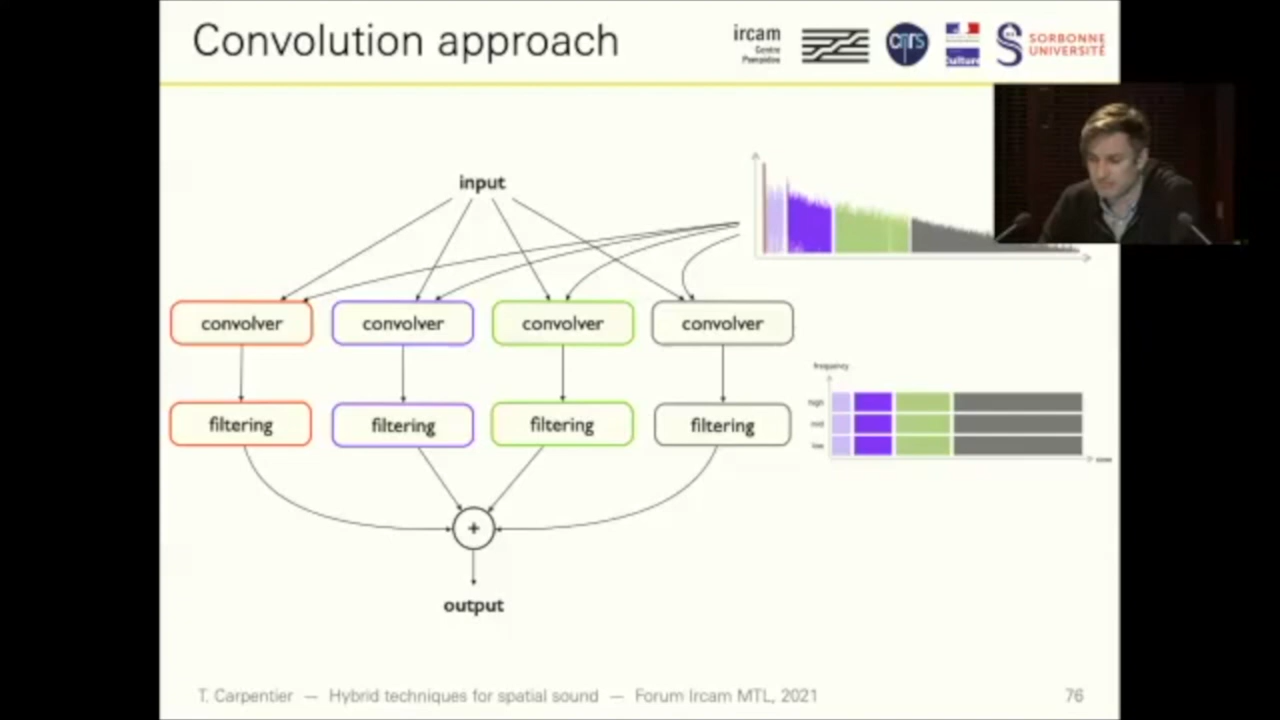 Convolution approach
ircam
Centre
Pompidou
cnrs
Culture
SORBONNE
UNIVERSITÉ
input
convolver
convolver
convolver
convolver
frequency
high
mid
low
filtering
filtering
filtering
filtering
+
output
T. Carpentier — Hybrid techniques for spatial sound — Forum Ircam MTL, 2021
76